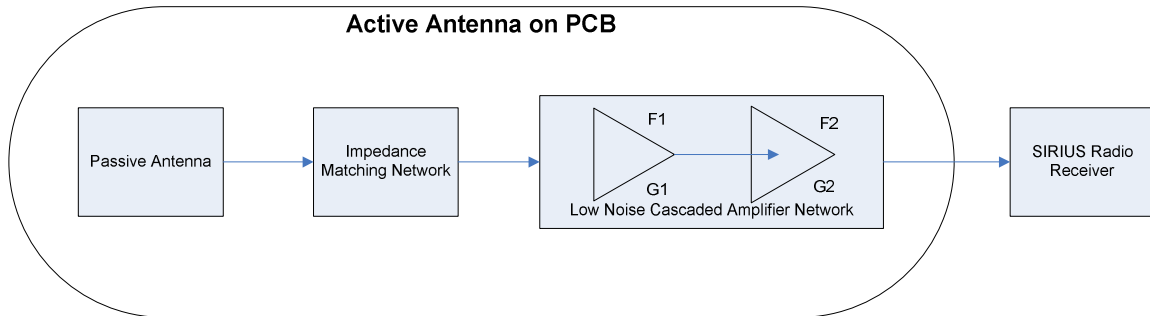 Active Antenna on PCB
Passive Antenna
Impedance
Matching Network
F1
G1
F2
G2
Low Noise Cascaded Amplifier Network
SIRIUS Radio
Receiver